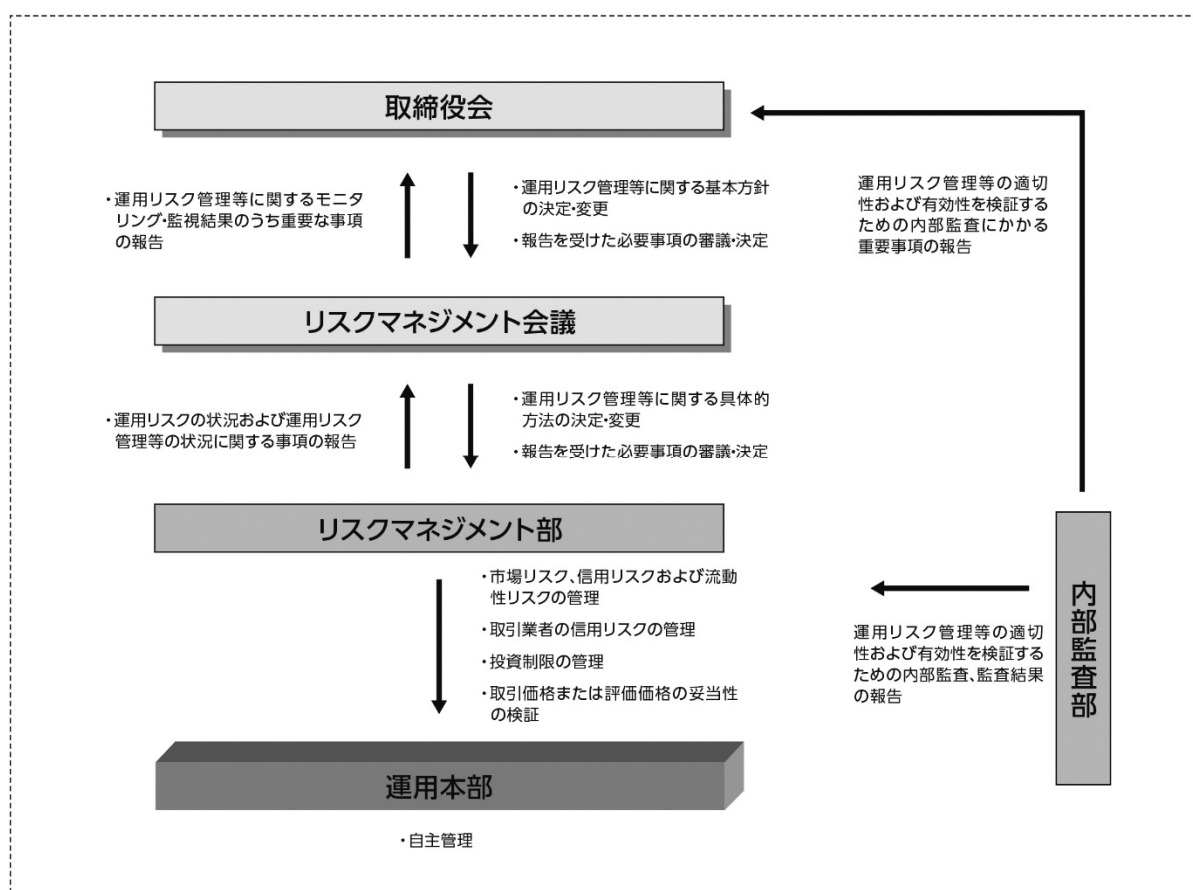 取締役会
・運用リスク管理等に関するモニタ
リング・監視結果のうち重要な事項
の報告
・運用リスク管理等に関する基本方針
の決定・変更
・報告を受けた必要事項の審議・決定
運用リスク管理等の適切
性および有効性を検証する
ための内部監査にかかる
重要事項の報告
リスクマネジメント会議
・運用リスクの状況および運用リスク
管理等の状況に関する事項の報告
・運用リスク管理等に関する具体的
方法の決定・変更
・報告を受けた必要事項の審議・決定
リスクマネジメント部
・市場リスク、信用リスクおよび流動
性リスクの管理
・取引業者の信用リスクの管理
・投資制限の管理
・取引価格または評価価格の妥当性
の検証
運用リスク管理等の適切
性および有効性を検証する
ための内部監査、監査結果
の報告
内部監査部
運用本部
・自主管理